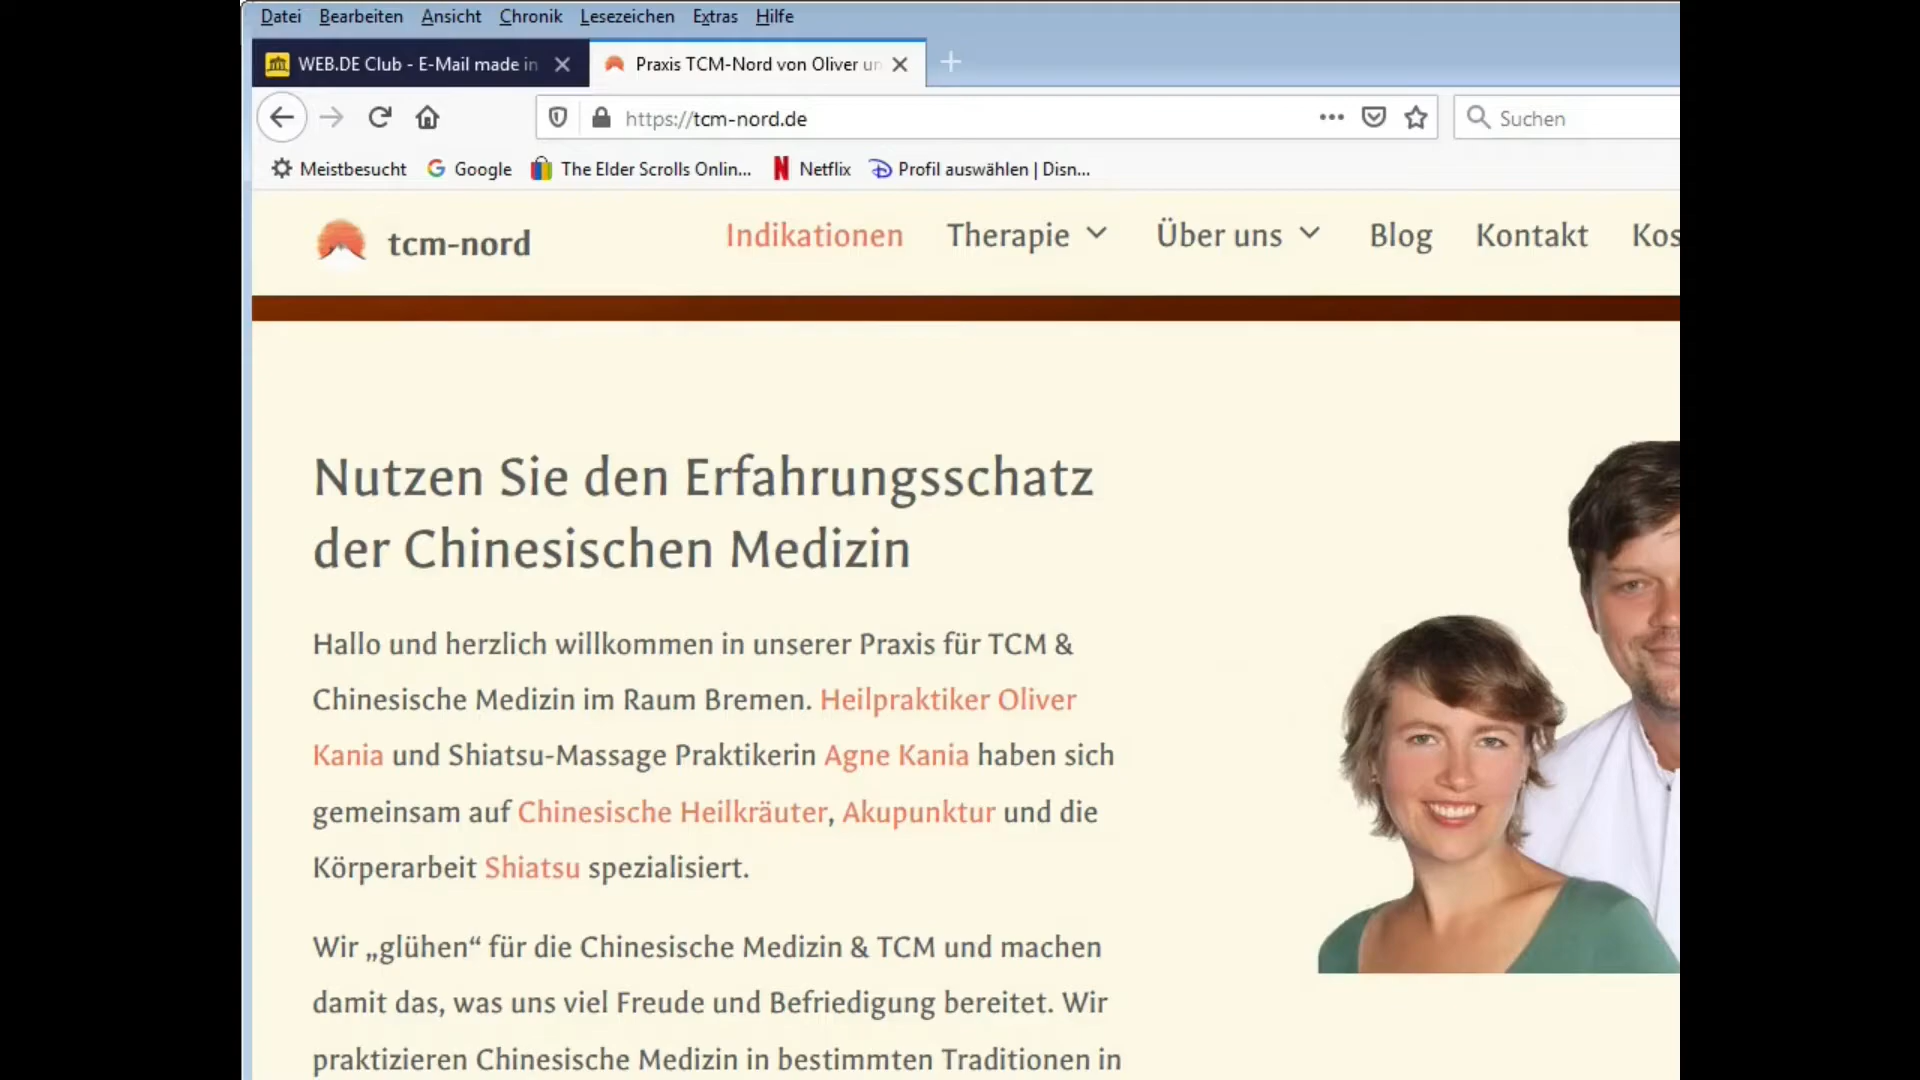 Datei Bearbeiten Ansicht Chronik Lesezeichen Extras Hilfe
WEB.DE Club - E-Mail made in
Praxis TCM-Nord von Oliver un
https://tcm-nord.de
Suchen
Meistbesucht Google The Elder Scrolls Onlin... Netflix Profil auswählen | Disn...
tcm-nord Indikationen Therapie Über uns Blog Kontakt Kos
Nutzen Sie den Erfahrungsschatz
der Chinesischen Medizin
Hallo und herzlich willkommen in unserer Praxis für TCM &
Chinesische Medizin im Raum Bremen. Heilpraktiker Oliver
Kania und Shiatsu-Massage Praktikerin Agne Kania haben sich
gemeinsam auf Chinesische Heilkräuter, Akupunktur und die
Körperarbeit Shiatsu spezialisiert.
Wir „glühen“ für die Chinesische Medizin & TCM und machen
damit das, was uns viel Freude und Befriedigung bereitet. Wir
praktizieren Chinesische Medizin in bestimmten Traditionen in